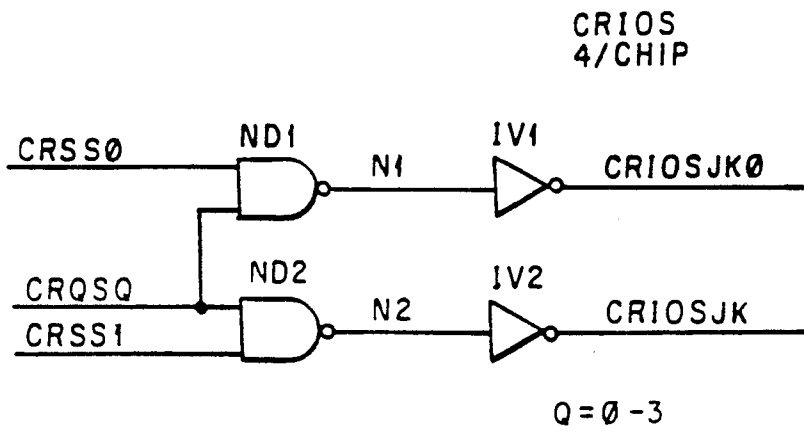 CRIOS
4/CHIP
CRSSØ
ND1
N1
IV1
CRIOSJKØ
CRQSQ
CRSS1
ND2
N2
IV2
CRIOSJK
Q=Ø-3